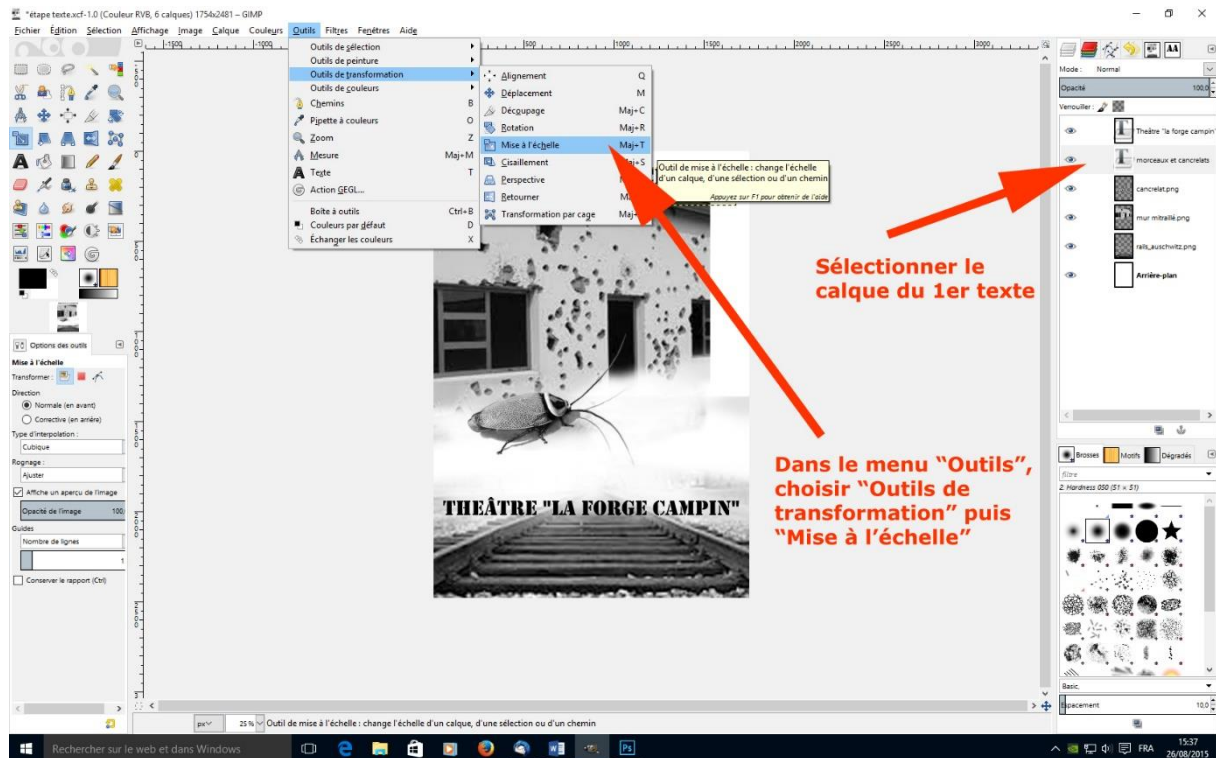 *étape texte.xcf-1.0 (Couleur RVB, 6 calques) 1754x2481 – GIMP
Fichier Édition Sélection Affichage Image Calque Couleurs Outils Filtres Fenêtres Aide
Outils de sélection
Outils de peinture
Outils de transformation
Outils de couleurs
Chemins B
Pipette à couleurs O
Zoom Z
Mesure Maj+M
Texte T
Action GEGL...
Boîte à outils Ctrl+B
Couleurs par défaut D
Échanger les couleurs X
Alignement Q
Déplacement M
Découpage Maj+C
Rotation Maj+R
Mise à l'échelle Maj+T
Cisaillement Maj+S
Perspective
Retourner
Transformation par cage
Outil de mise à l'échelle : change l'échelle
d'un calque, d'une sélection ou d'un chemin
Appuyez sur F1 pour obtenir de l'aide
Mode : Normal
Opacité 100,0
Verrouiller :
Theâtre "la forge campin"
morceaux et cancrelats
cancrelat.png
mur mitraillé.png
rails_auschwitz.png
Arrière-plan
Sélectionner le
calque du 1er texte
Dans le menu “Outils”,
choisir “Outils de
transformation” puis
“Mise à l’échelle”
THEÂTRE "LA FORGE CAMPIN"
Options des outils
Mise à l'échelle
Transformer :
Direction
Normale (en avant)
Corrective (en arrière)
Type d'interpolation :
Cubique
Rognage :
Ajuster
Affiche un aperçu de l'image
Opacité de l'image 100,
Guides
Nombre de lignes
1
Conserver le rapport (Ctrl)
Brosses Motifs Dégradés
filtre
2. Hardness 050 (51 × 51)
Basic,
Espacement 10,0
px 25 % Outil de mise à l'échelle : change l'échelle d'un calque, d'une sélection ou d'un chemin
Rechercher sur le web et dans Windows
Ps
FRA
15:37
26/08/2015